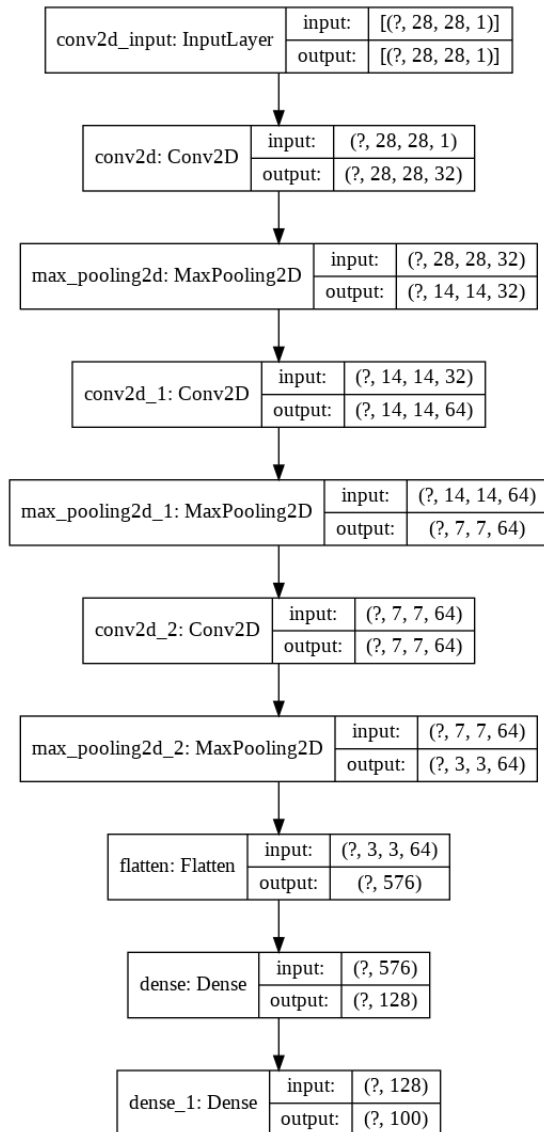 conv2d_input: InputLayer
input: [(?, 28, 28, 1)]
output: [(?, 28, 28, 1)]
conv2d: Conv2D
input: (?, 28, 28, 1)
output: (?, 28, 28, 32)
max_pooling2d: MaxPooling2D
input: (?, 28, 28, 32)
output: (?, 14, 14, 32)
conv2d_1: Conv2D
input: (?, 14, 14, 32)
output: (?, 14, 14, 64)
max_pooling2d_1: MaxPooling2D
input: (?, 14, 14, 64)
output: (?, 7, 7, 64)
conv2d_2: Conv2D
input: (?, 7, 7, 64)
output: (?, 7, 7, 64)
max_pooling2d_2: MaxPooling2D
input: (?, 7, 7, 64)
output: (?, 3, 3, 64)
flatten: Flatten
input: (?, 3, 3, 64)
output: (?, 576)
dense: Dense
input: (?, 576)
output: (?, 128)
dense_1: Dense
input: (?, 128)
output: (?, 100)